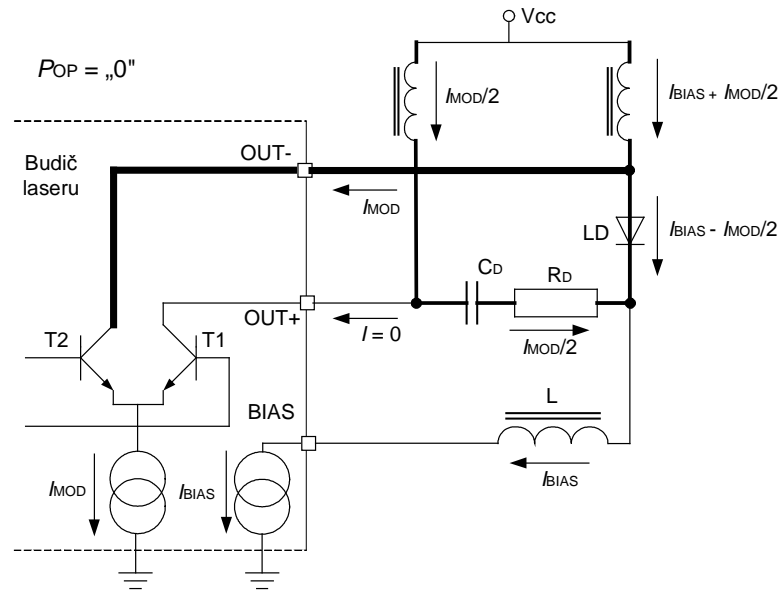 Vcc
POP = „0"
IMOD/2
IBIAS + IMOD/2
OUT-
Budič
laseru
IMOD
LD
IBIAS - IMOD/2
CD
RD
OUT+
I = 0
IMOD/2
T2
T1
BIAS
L
IBIAS
IMOD
IBIAS